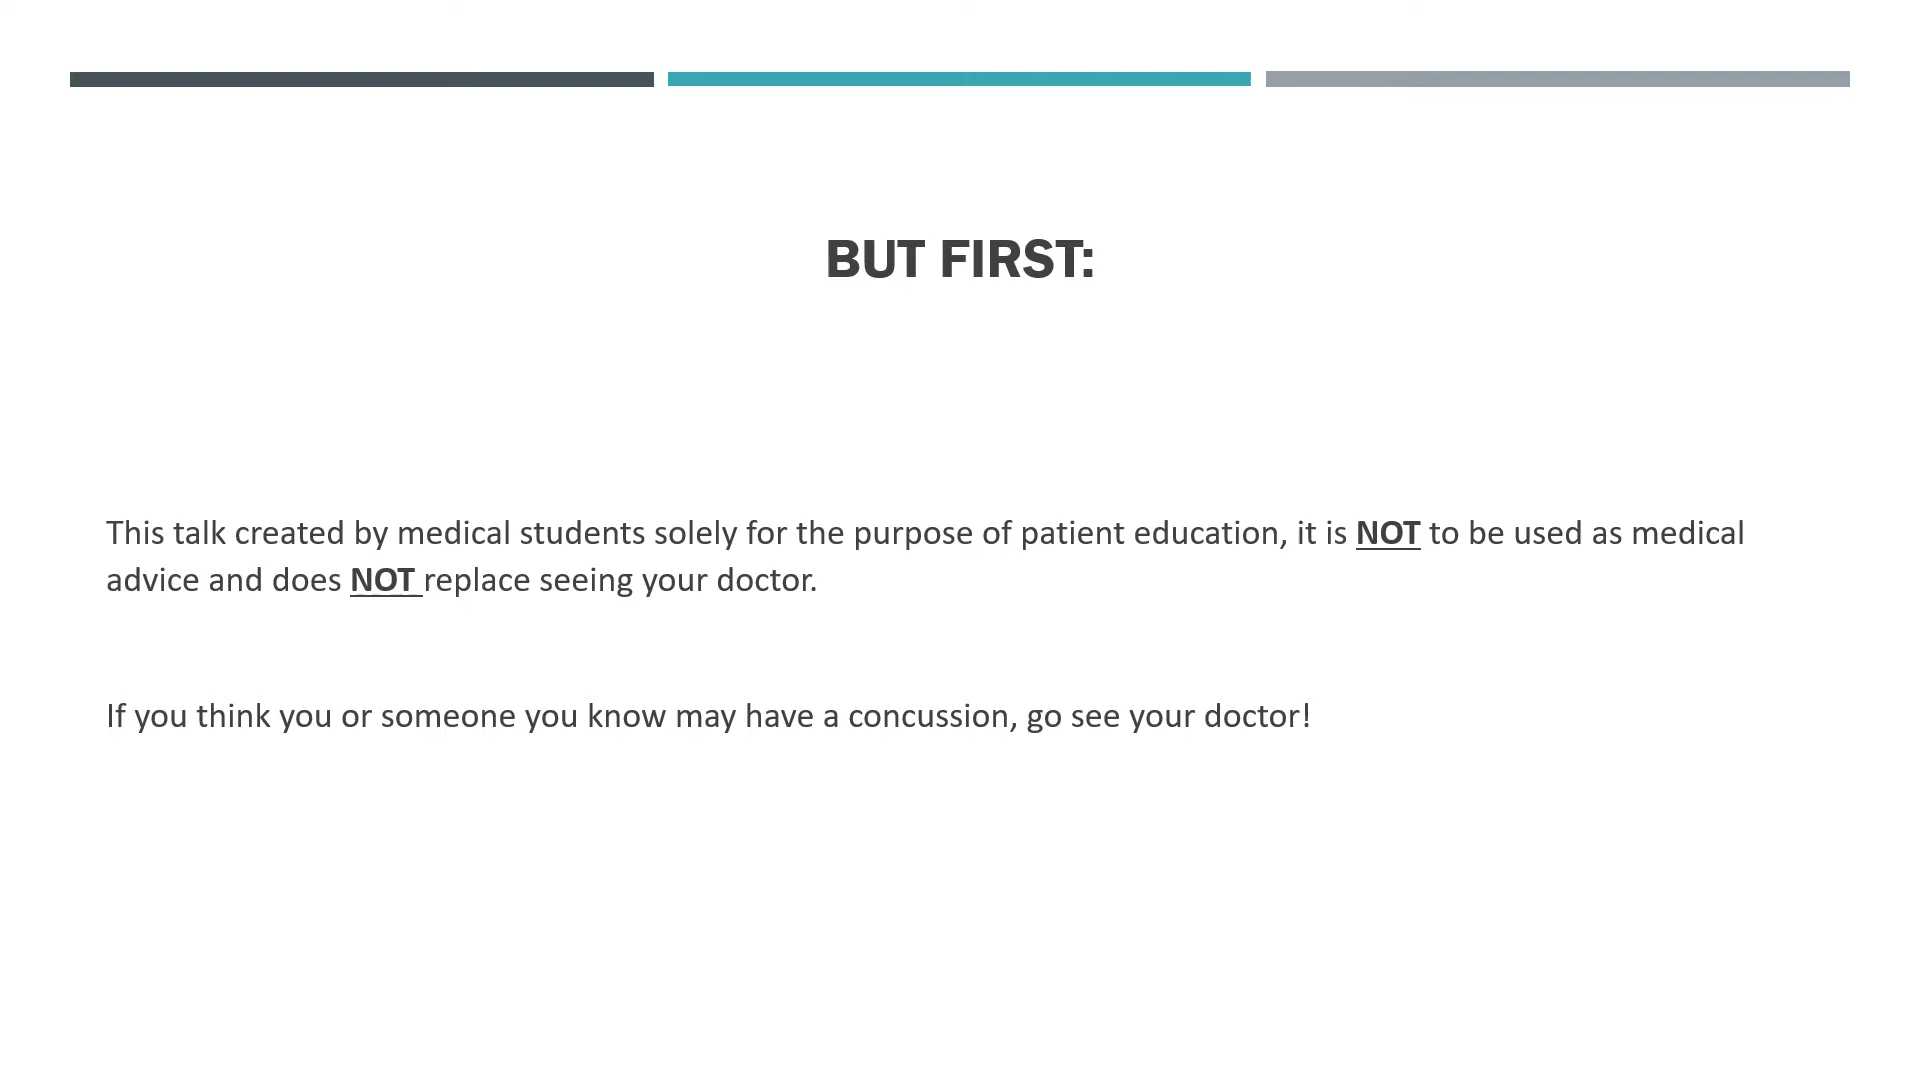 BUT FIRST:
This talk created by medical students solely for the purpose of patient education, it is NOT to be used as medical
advice and does NOT replace seeing your doctor.
If you think you or someone you know may have a concussion, go see your doctor!